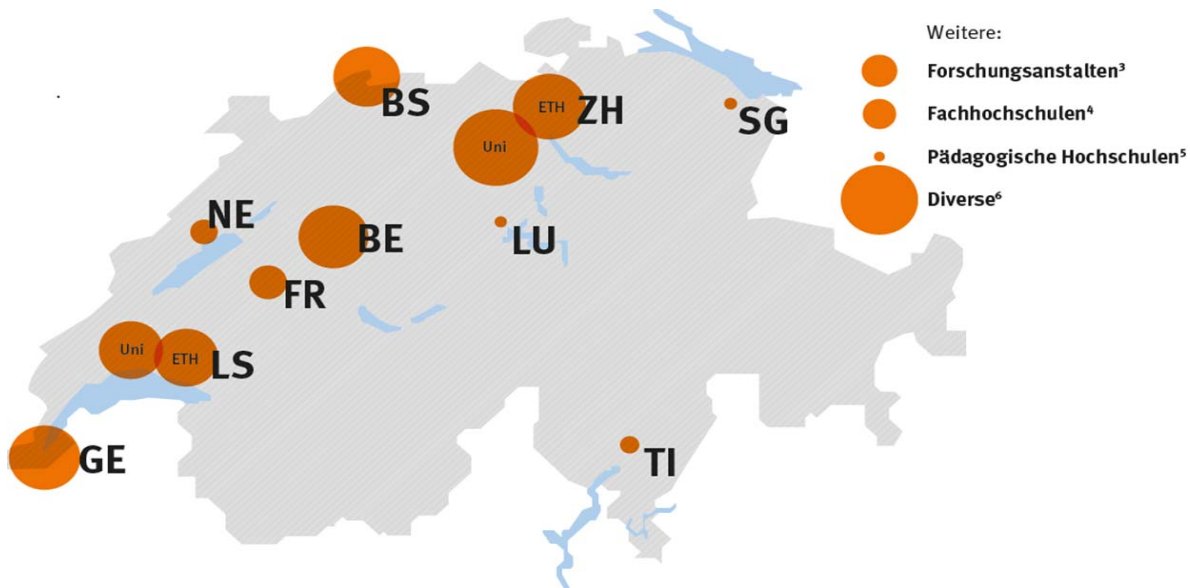 Weitere:
Forschungsanstalten³
Fachhochschulen⁴
Pädagogische Hochschulen⁵
Diverse⁶
BS
ETH
ZH
Uni
SG
NE
BE
LU
FR
Uni
ETH
LS
GE
TI